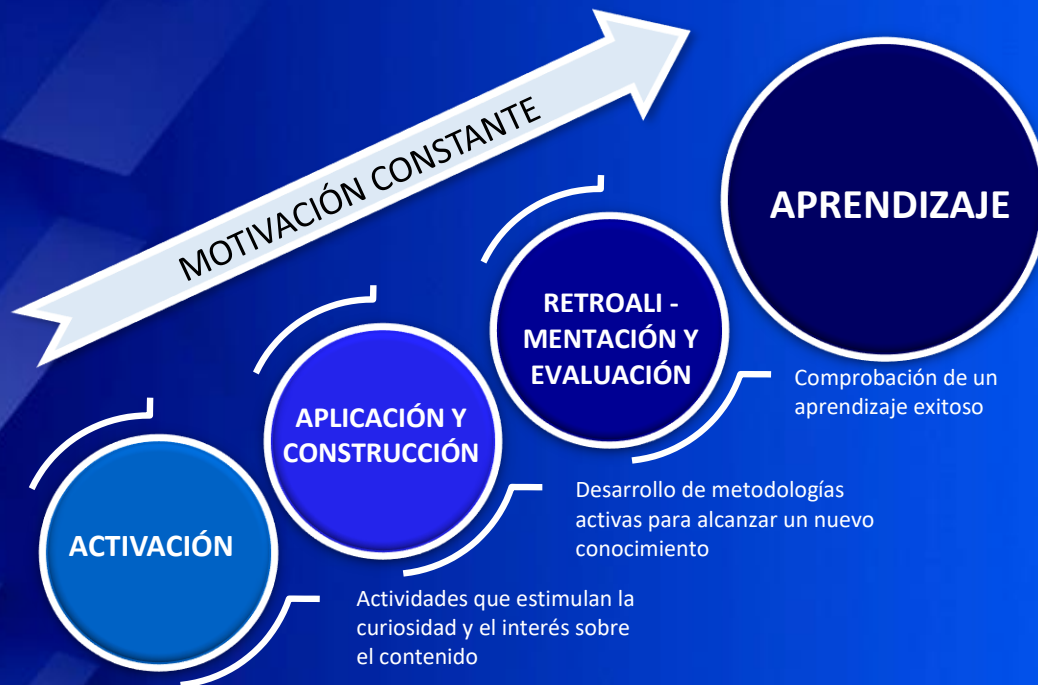 MOTIVACIÓN CONSTANTE
APRENDIZAJE
RETROALI -
MENTACIÓN Y
EVALUACIÓN
Comprobación de un
aprendizaje exitoso
APLICACIÓN Y
CONSTRUCCIÓN
Desarrollo de metodologías
activas para alcanzar un nuevo
conocimiento
ACTIVACIÓN
Actividades que estimulan la
curiosidad y el interés sobre
el contenido